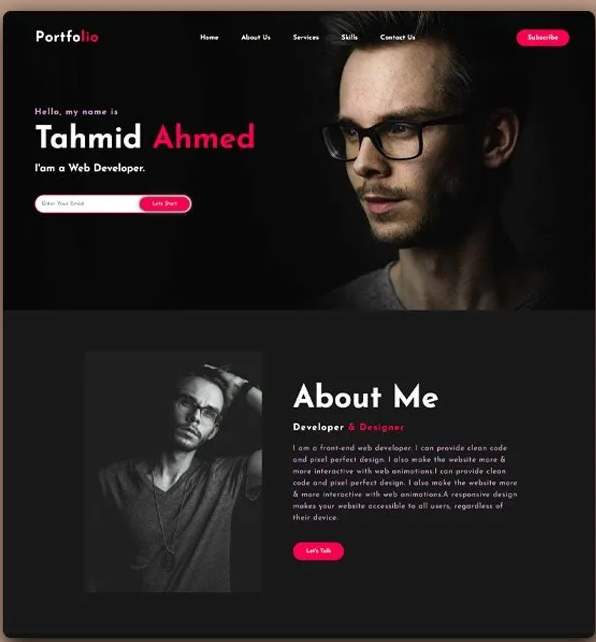 Portfolio
Home About Us Services Skills Contact Us Subscribe
Hello, my name is
Tahmid Ahmed
I'am a Web Developer.
Enter Your Email Lets Start
About Me
Developer & Designer
I am a front-end web developer. I can provide clean code
and pixel perfect design. I also make the website more &
more interactive with web animations.I can provide clean
code and pixel perfect design. I also make the website more
& more interactive with web animations.A responsive design
makes your website accessible to all users, regardless of
their device.
Let's Talk